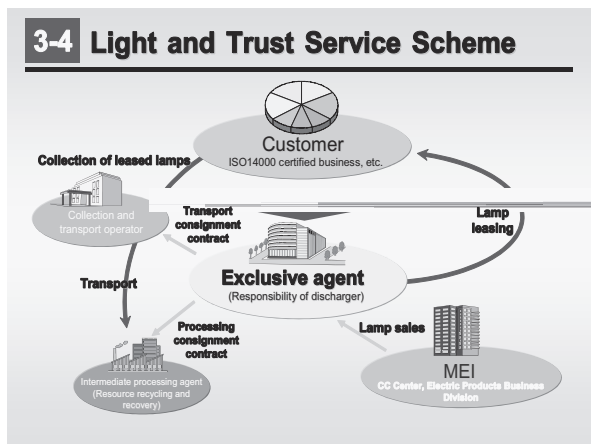 3-4 Light and Trust Service Scheme
Customer
ISO14000 certified business, etc.
Collection of leased lamps
Collection and
transport operator
Transport
consignment
contract
Lamp
leasing
Exclusive agent
(Responsibility of discharger)
Transport
Processing
consignment
contract
Lamp sales
Intermediate processing agent
(Resource recycling and
recovery)
MEI
CC Center, Electric Products Business
Division